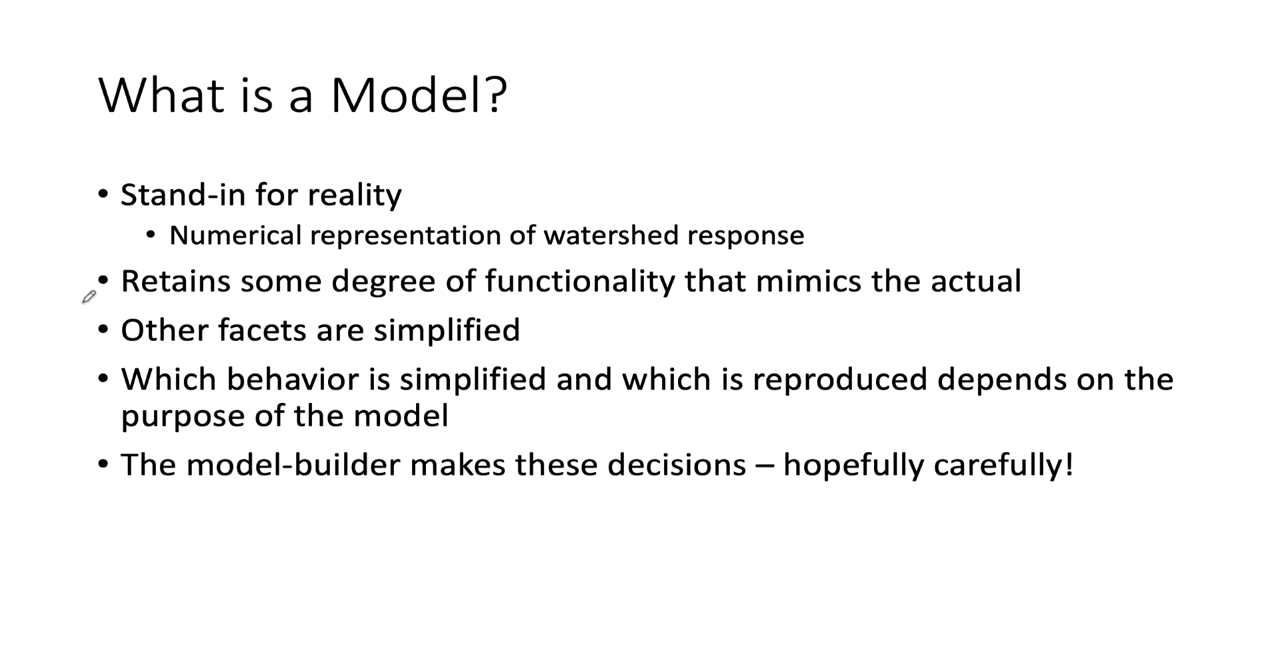 What is a Model?
• Stand-in for reality
• Numerical representation of watershed response
• Retains some degree of functionality that mimics the actual
• Other facets are simplified
• Which behavior is simplified and which is reproduced depends on the
purpose of the model
• The model-builder makes these decisions – hopefully carefully!